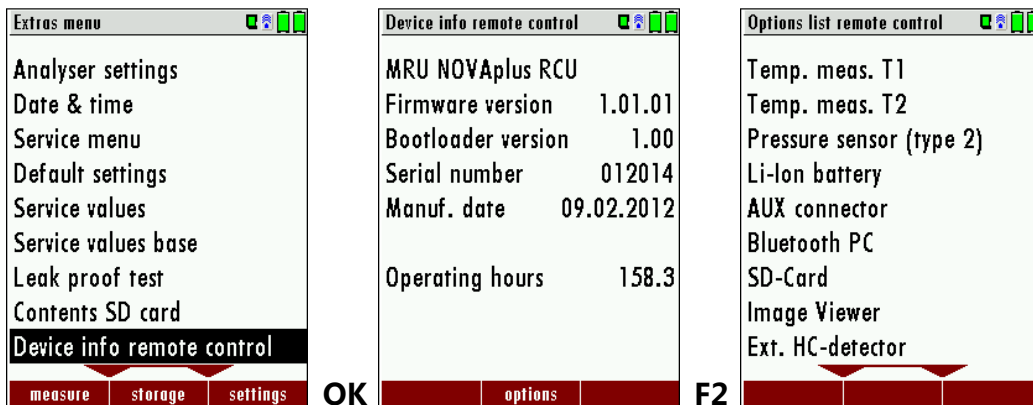 Extras menu
Analyser settings
Date & time
Service menu
Default settings
Service values
Service values base
Leak proof test
Contents SD card
Device info remote control
measure storage settings
OK
Device info remote control
MRU NOVAplus RCU
Firmware version 1.01.01
Bootloader version 1.00
Serial number 012014
Manuf. date 09.02.2012
Operating hours 158.3
options
F2
Options list remote control
Temp. meas. T1
Temp. meas. T2
Pressure sensor (type 2)
Li-Ion battery
AUX connector
Bluetooth PC
SD-Card
Image Viewer
Ext. HC-detector